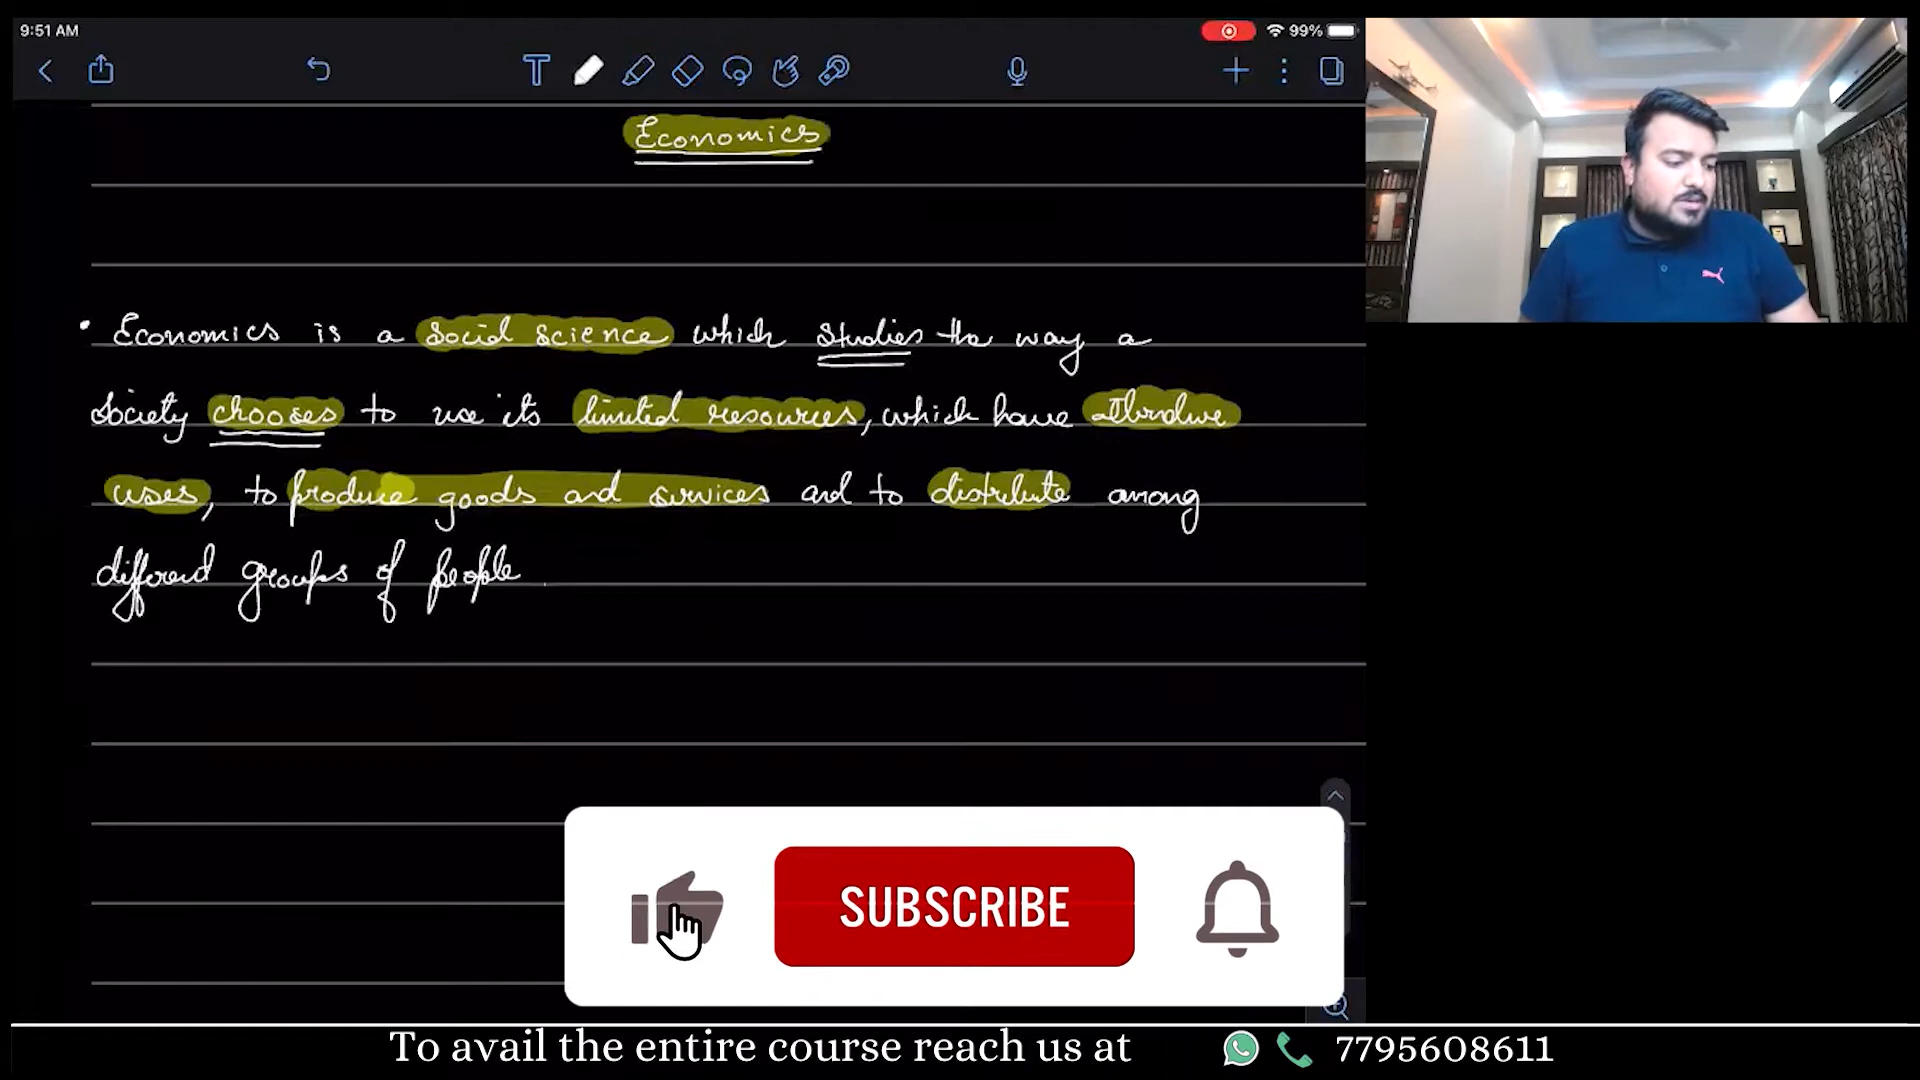 9:51 AM
99%
Economics
• Economics is a social science which studies the way a
society chooses to use its limited resources, which have
uses, to produce goods and services and to distribute among
different groups of people.
SUBSCRIBE
To avail the entire course reach us at 7795608611